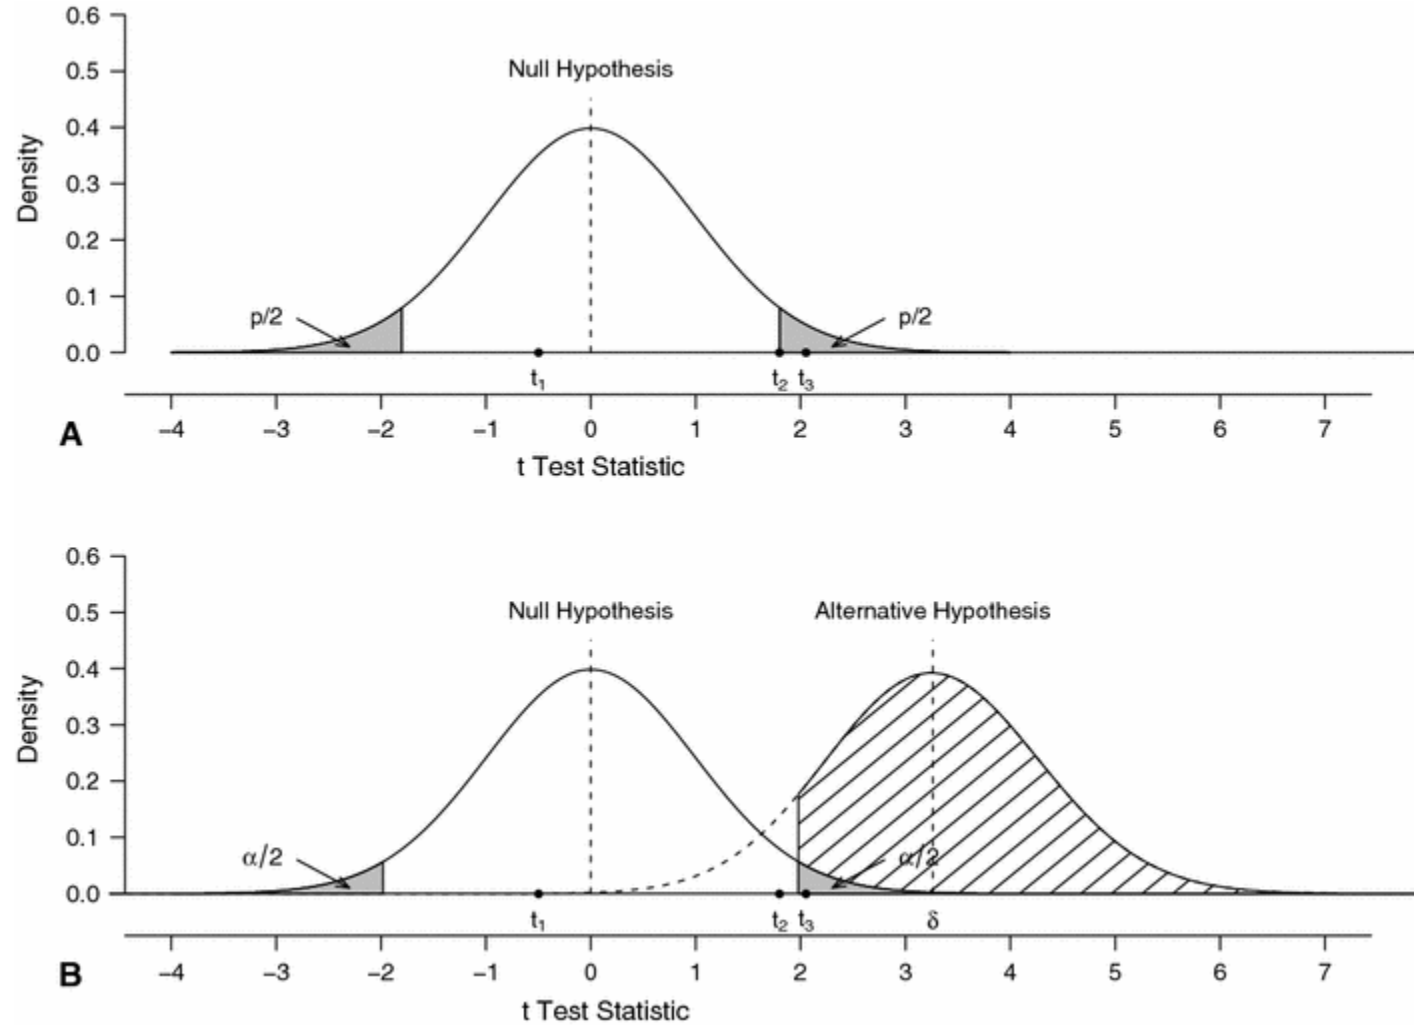 0.6
0.5
0.4
0.3
0.2
0.1
0.0
Density
Null Hypothesis
p/2
p/2
t₁
t₂ t₃
−4 −3 −2 −1 0 1 2 3 4 5 6 7
A
t Test Statistic
0.6
0.5
0.4
0.3
0.2
0.1
0.0
Density
Null Hypothesis
Alternative Hypothesis
α/2
α/2
t₁
t₂ t₃
δ
−4 −3 −2 −1 0 1 2 3 4 5 6 7
B
t Test Statistic